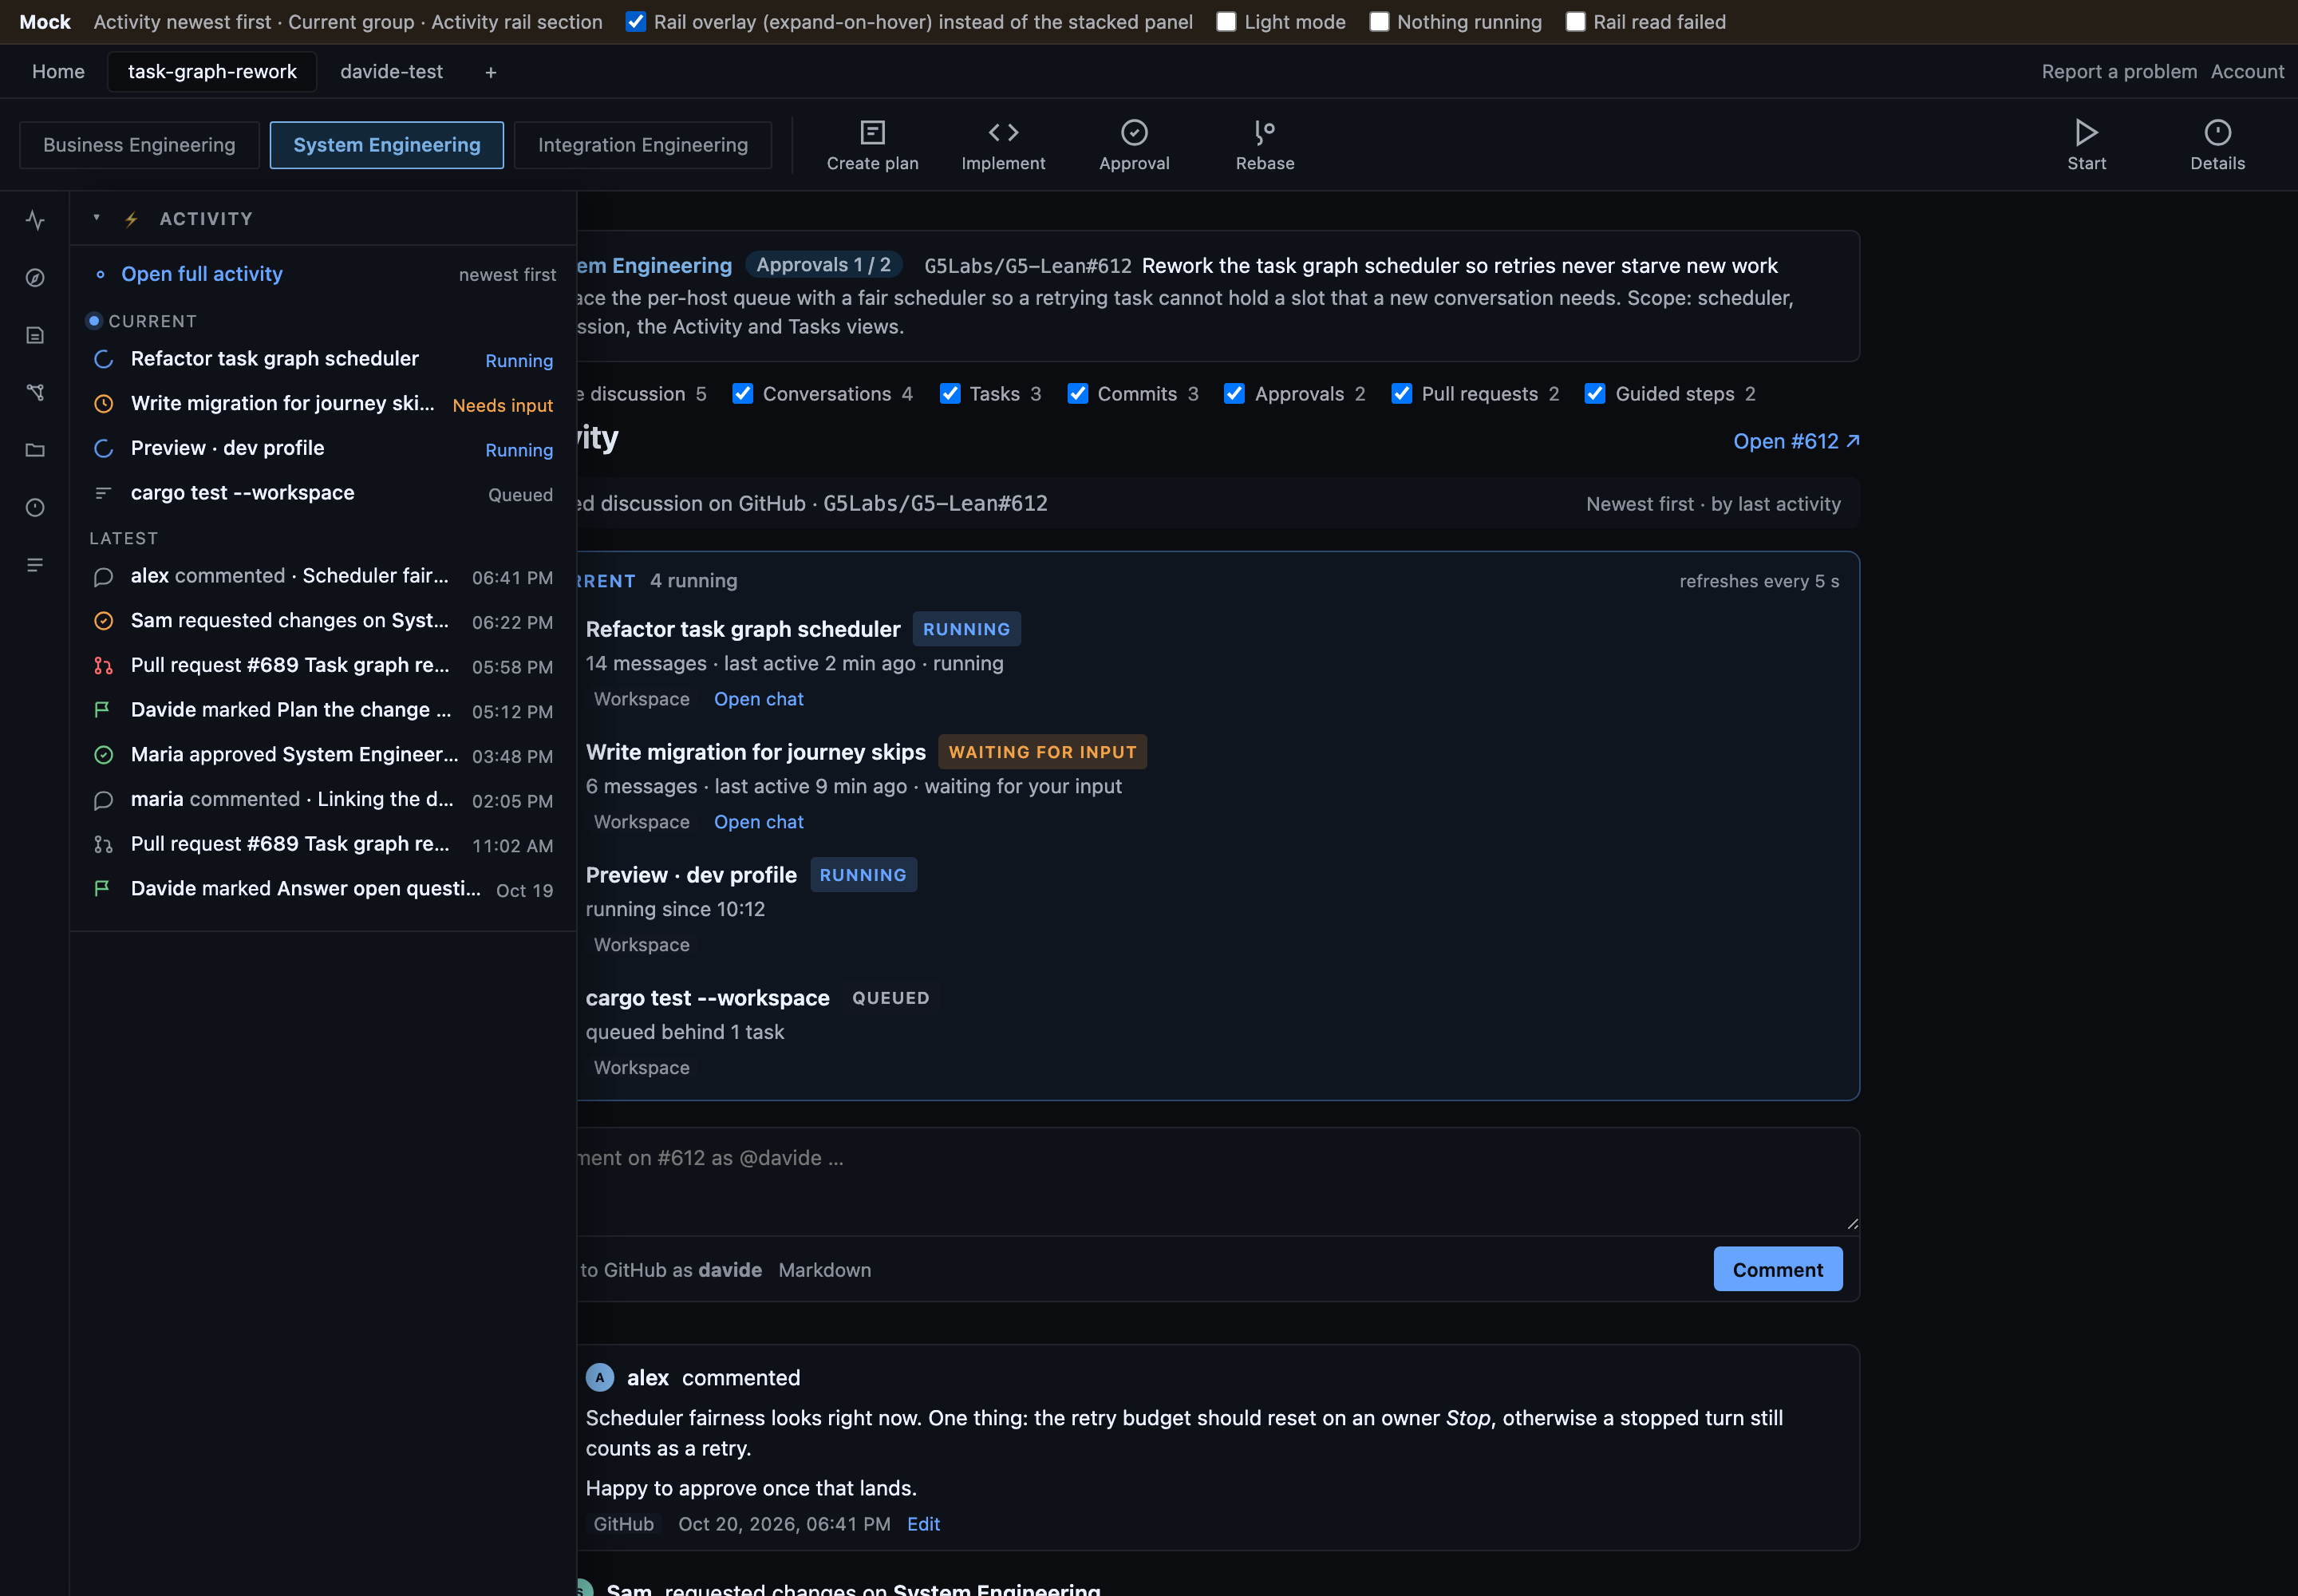 Mock Activity newest first · Current group · Activity rail section Rail overlay (expand-on-hover) instead of the stacked panel Light mode Nothing running Rail read failed
Home task-graph-rework davide-test + Report a problem Account
Business Engineering System Engineering Integration Engineering Create plan Implement Approval Rebase Start Details
ACTIVITY
Open full activity newest first
CURRENT
Refactor task graph scheduler Running
Write migration for journey ski... Needs input
Preview · dev profile Running
cargo test --workspace Queued
LATEST
alex commented · Scheduler fair... 06:41 PM
Sam requested changes on Syst... 06:22 PM
Pull request #689 Task graph re... 05:58 PM
Davide marked Plan the change ... 05:12 PM
Maria approved System Engineer... 03:48 PM
maria commented · Linking the d... 02:05 PM
Pull request #689 Task graph re... 11:02 AM
Davide marked Answer open questi... Oct 19
em Engineering Approvals 1 / 2 G5Labs/G5-Lean#612 Rework the task graph scheduler so retries never starve new work
ace the per-host queue with a fair scheduler so a retrying task cannot hold a slot that a new conversation needs. Scope: scheduler,
ssion, the Activity and Tasks views.
e discussion 5 Conversations 4 Tasks 3 Commits 3 Approvals 2 Pull requests 2 Guided steps 2
vity Open #612 ↗
ed discussion on GitHub · G5Labs/G5-Lean#612 Newest first · by last activity
RRENT 4 running refreshes every 5 s
Refactor task graph scheduler RUNNING
14 messages · last active 2 min ago · running
Workspace Open chat
Write migration for journey skips WAITING FOR INPUT
6 messages · last active 9 min ago · waiting for your input
Workspace Open chat
Preview · dev profile RUNNING
running since 10:12
Workspace
cargo test --workspace QUEUED
queued behind 1 task
Workspace
ment on #612 as @davide ...
to GitHub as davide Markdown Comment
A alex commented
Scheduler fairness looks right now. One thing: the retry budget should reset on an owner Stop, otherwise a stopped turn still
counts as a retry.
Happy to approve once that lands.
GitHub Oct 20, 2026, 06:41 PM Edit
Sam requested changes on System Engineering